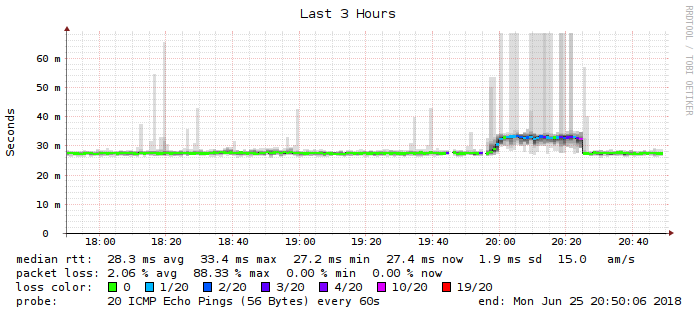 Last 3 Hours
RRDTOOL / TOBI OETIKER
Seconds
60 m
50 m
40 m
30 m
20 m
10 m
0
18:00 18:20 18:40 19:00 19:20 19:40 20:00 20:20 20:40
median rtt: 28.3 ms avg 33.4 ms max 27.2 ms min 27.4 ms now 1.9 ms sd 15.0 am/s
packet loss: 2.06 % avg 88.33 % max 0.00 % min 0.00 % now
loss color: 0 1/20 2/20 3/20 4/20 10/20 19/20
probe: 20 ICMP Echo Pings (56 Bytes) every 60s end: Mon Jun 25 20:50:06 2018